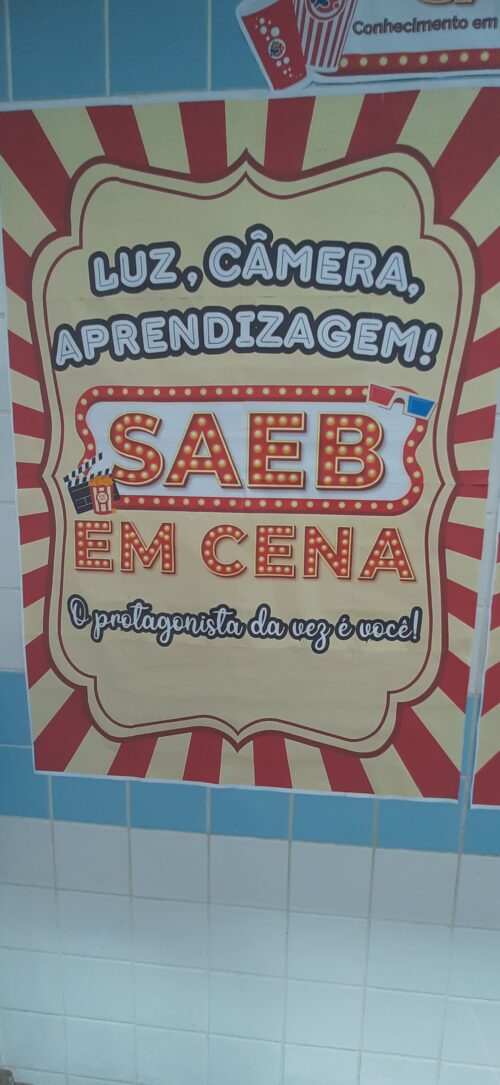 Conhecimento em
LUZ, CÂMERA,
APRENDIZAGEM!
SAEB
EM CENA
O protagonista da vez é você!